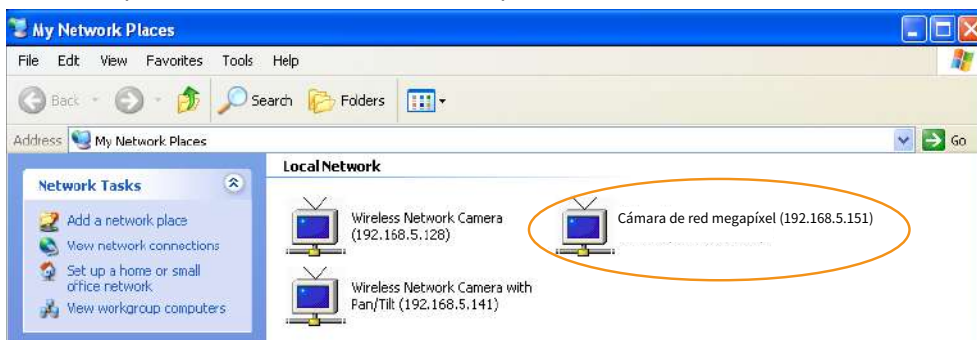 My Network Places
File Edt View Favorites Tools Help
Back Search Folders
Address My Network Places Go
Local Network
Network Tasks
Add a network place
View network connections
Set up a home or small
office network
View workgroup computers
Wireless Network Camera
(192.168.5.128)
Cámara de red megapíxel (192.168.5.151)
Wireless Network Camera with
Pan/Tilt (192.168.5.141)